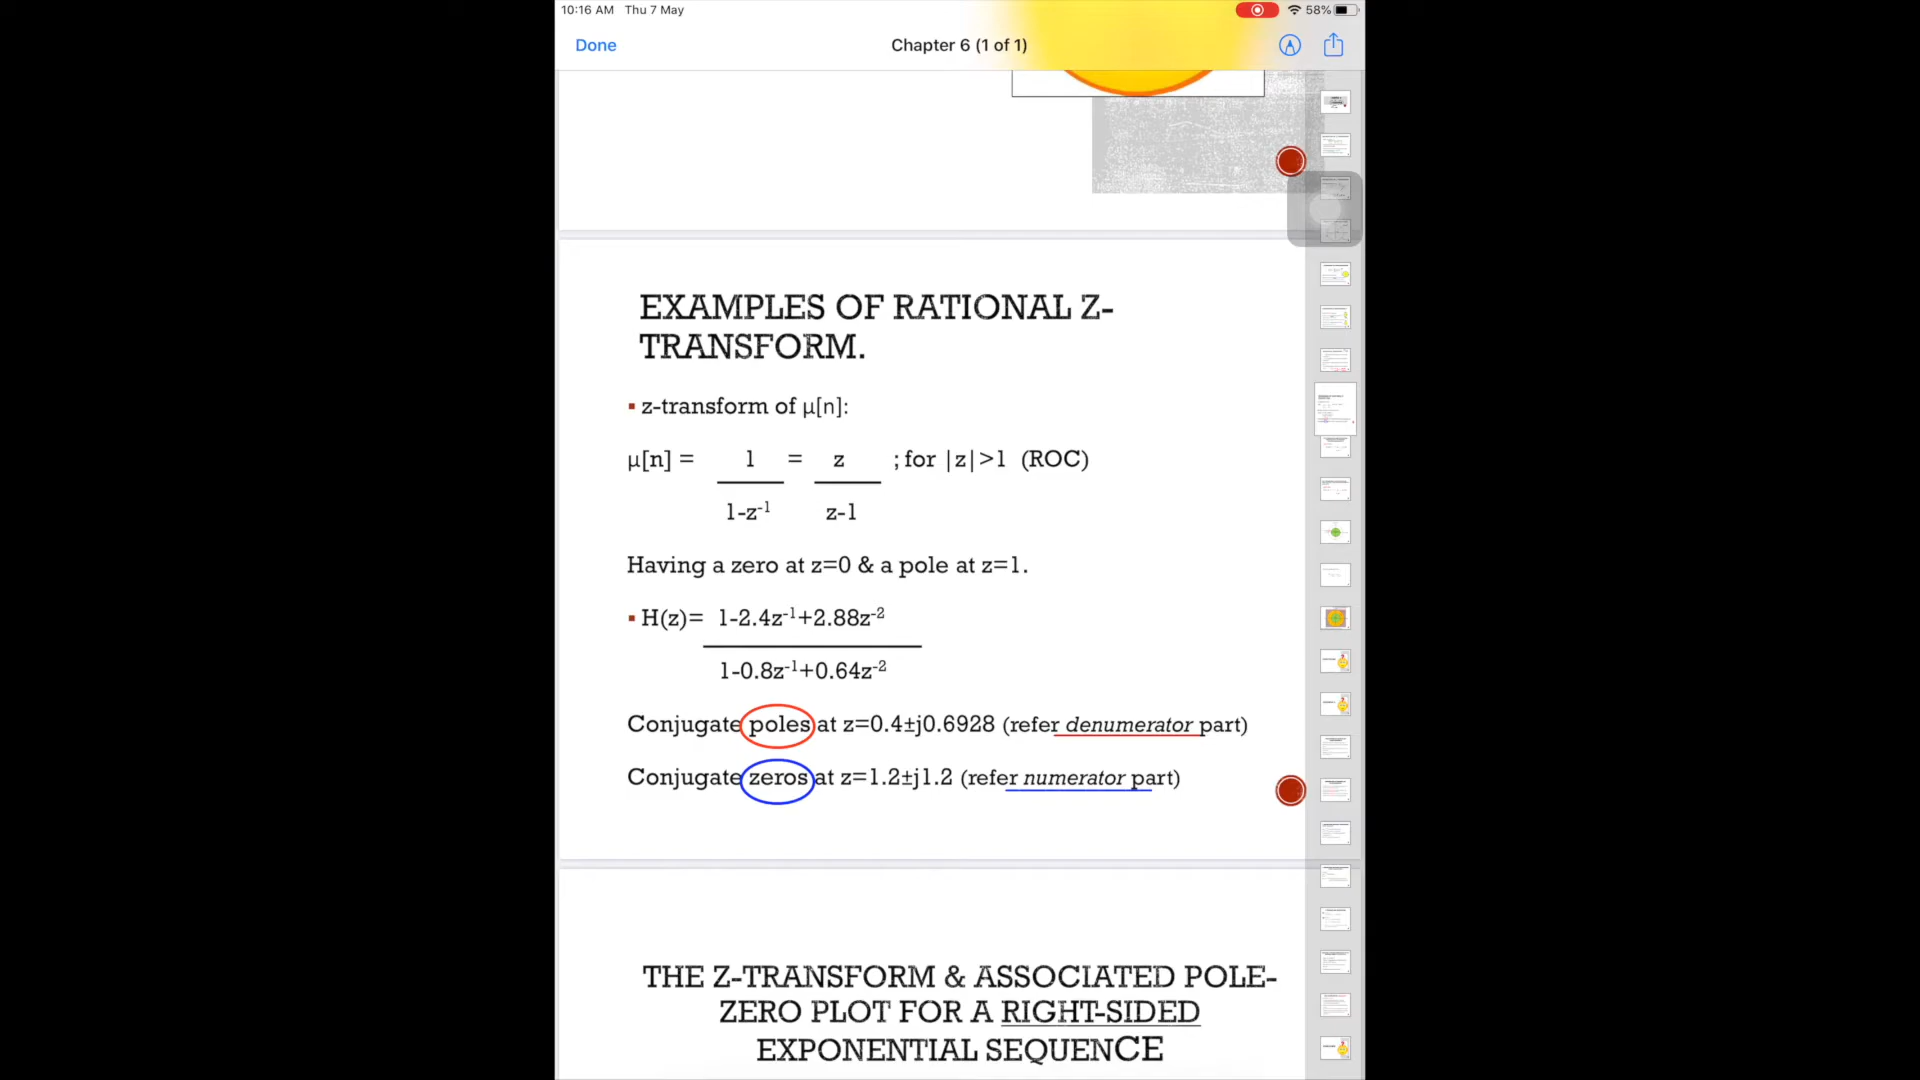 10:16 AM Thu 7 May
58%
Done
Chapter 6 (1 of 1)
EXAMPLES OF RATIONAL Z-
TRANSFORM.
▪ z-transform of µ[n]:
µ[n] = 1 = z ; for |z|>1 (ROC)
1-z⁻¹ z-1
Having a zero at z=0 & a pole at z=1.
▪ H(z)= 1-2.4z⁻¹+2.88z⁻²
1-0.8z⁻¹+0.64z⁻²
Conjugate poles at z=0.4±j0.6928 (refer denumerator part)
Conjugate zeros at z=1.2±j1.2 (refer numerator part)
THE Z-TRANSFORM & ASSOCIATED POLE-
ZERO PLOT FOR A RIGHT-SIDED
EXPONENTIAL SEQUENCE